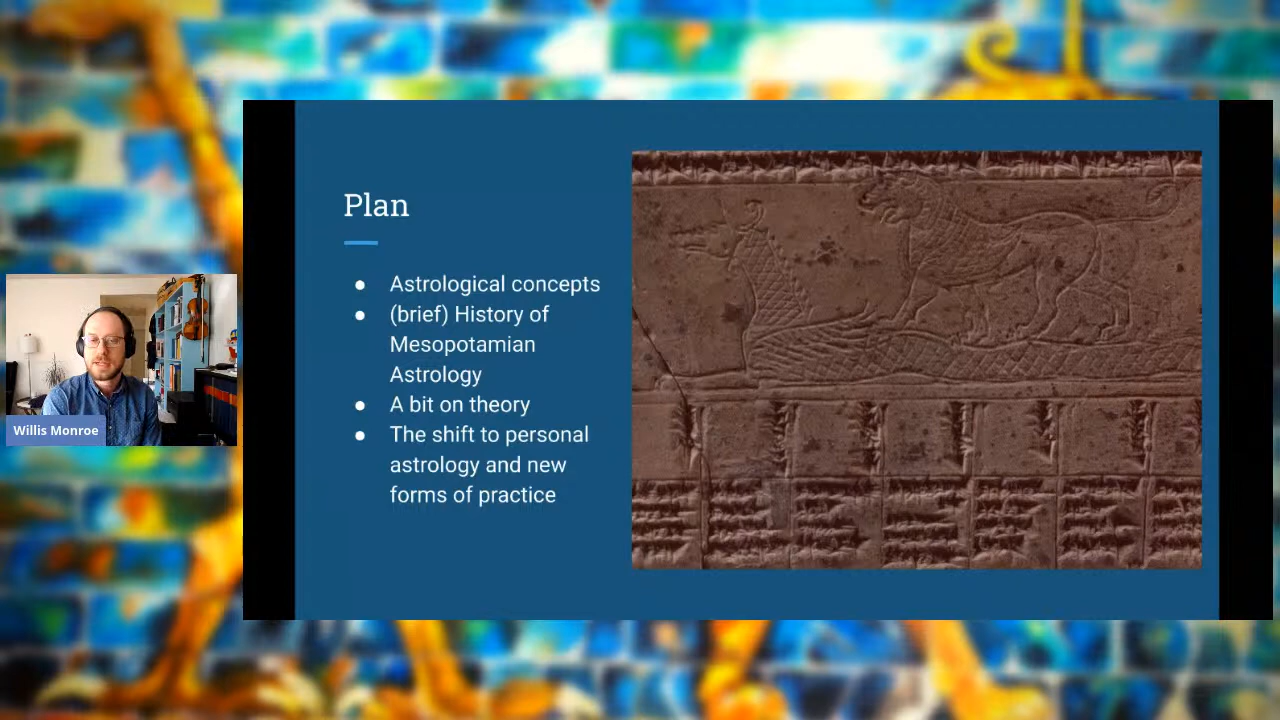 Plan
● Astrological concepts
● (brief) History of
Mesopotamian
Astrology
● A bit on theory
● The shift to personal
astrology and new
forms of practice
Willis Monroe